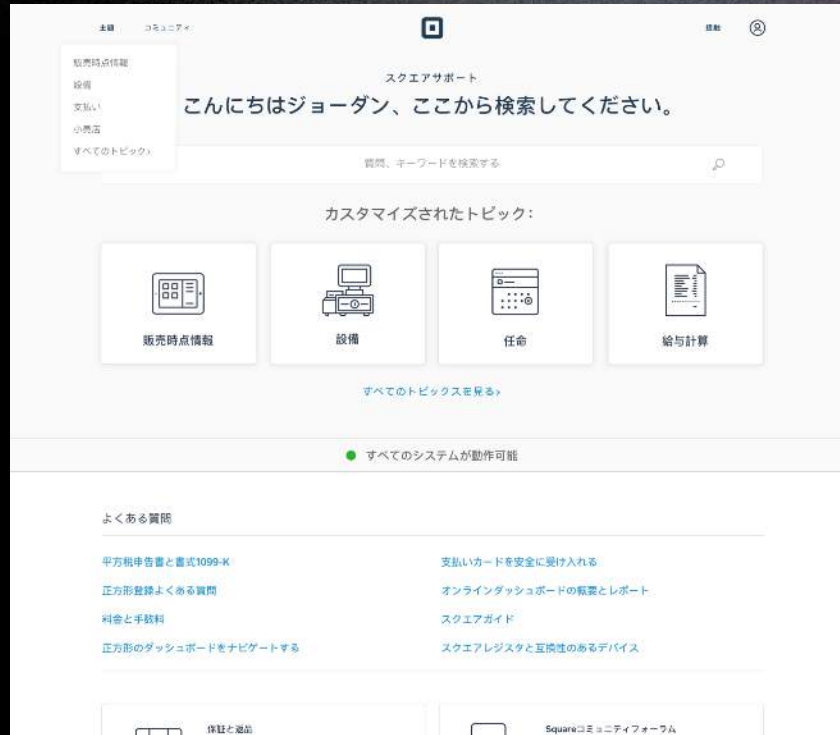 主題
コミュニティ
販売時点情報
設備
支払い
小売店
すべてのトピック›
スクエアサポート
こんにちはジョーダン、ここから検索してください。
質問、キーワードを検索する
カスタマイズされたトピック:
販売時点情報
設備
任命
給与計算
すべてのトピックスを見る›
すべてのシステムが動作可能
よくある質問
平方税申告書と書式1099-K
支払いカードを安全に受け入れる
正方形登録よくある質問
オンラインダッシュボードの概要とレポート
料金と手数料
スクエアガイド
正方形のダッシュボードをナビゲートする
スクエアレジスタと互換性のあるデバイス
保証と返品
Squareコミュニティフォーラム